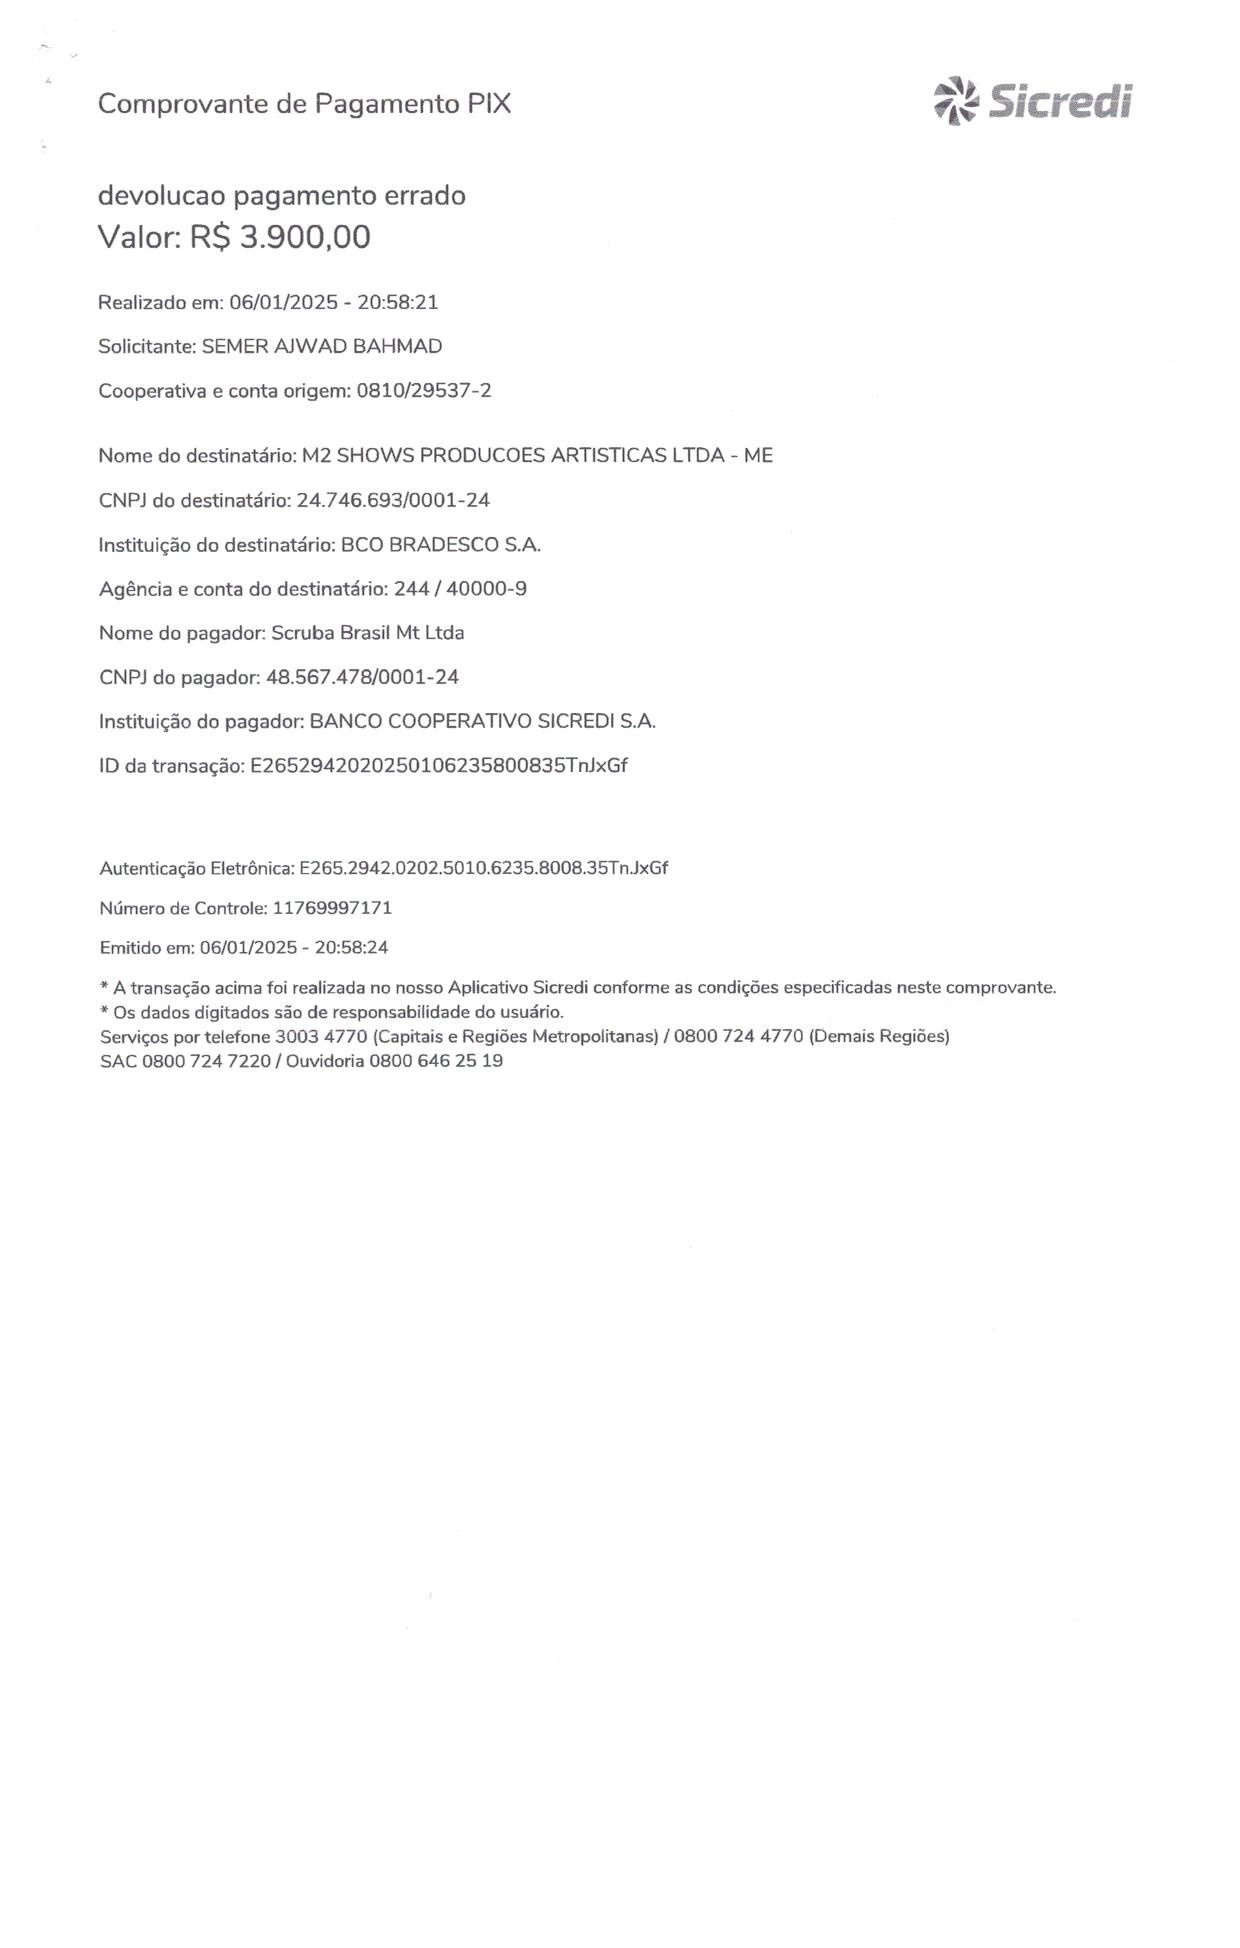 Comprovante de Pagamento PIX
Sicredi
devolucao pagamento errado
Valor: R$ 3.900,00
Realizado em: 06/01/2025 - 20:58:21
Solicitante: SEMER AJWAD BAHMAD
Cooperativa e conta origem: 0810/29537-2
Nome do destinatário: M2 SHOWS PRODUCOES ARTISTICAS LTDA - ME
CNPJ do destinatário: 24.746.693/0001-24
Instituição do destinatário: BCO BRADESCO S.A.
Agência e conta do destinatário: 244 / 40000-9
Nome do pagador: Scruba Brasil Mt Ltda
CNPJ do pagador: 48.567.478/0001-24
Instituição do pagador: BANCO COOPERATIVO SICREDI S.A.
ID da transação: E2652942020250106235800835TnJxGf
Autenticação Eletrônica: E265.2942.0202.5010.6235.8008.35Tn.JxGf
Número de Controle: 11769997171
Emitido em: 06/01/2025 - 20:58:24
* A transação acima foi realizada no nosso Aplicativo Sicredi conforme as condições especificadas neste comprovante.
* Os dados digitados são de responsabilidade do usuário.
Serviços por telefone 3003 4770 (Capitais e Regiões Metropolitanas) / 0800 724 4770 (Demais Regiões)
SAC 0800 724 7220 / Ouvidoria 0800 646 25 19